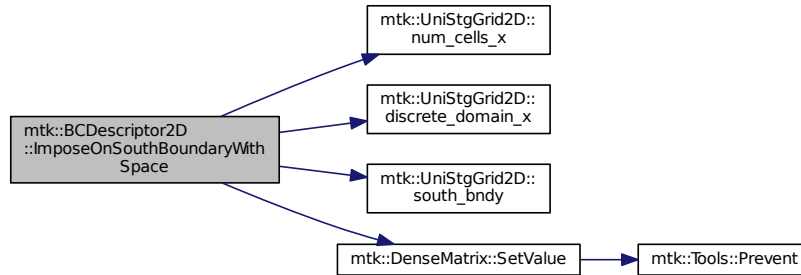 mtk::BCDescriptor2D
::ImposeOnSouthBoundaryWith
Space
mtk::UniStgGrid2D::
num_cells_x
mtk::UniStgGrid2D::
discrete_domain_x
mtk::UniStgGrid2D::
south_bndy
mtk::DenseMatrix::SetValue
mtk::Tools::Prevent